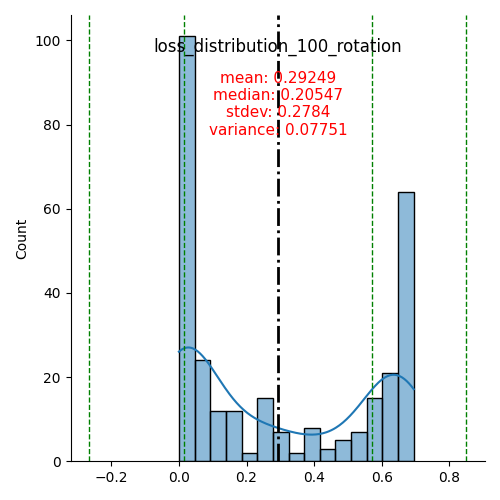 loss_distribution_100_rotation
mean: 0.29249
median: 0.20547
stdev: 0.2784
variance: 0.07751
Count
100
80
60
40
20
0
−0.2 0.0 0.2 0.4 0.6 0.8